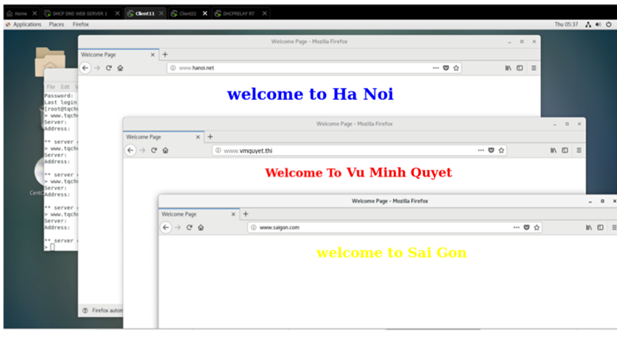 Home DHCP DNS WEB SERVER 1 Client11 Client22 DHCPRELAY R7
Applications Places Firefox Thu 05:37
Welcome Page - Mozilla Firefox
Welcome Page
www.hanoi.net
welcome to Ha Noi
File Edit
Password:
Last login
[root@tqch
> www.tqch
Server:
Address:
** server
> www.tqch
Server:
Address:
** server
> www.tqch
Server:
Address:
** server
> www.tqch
Server:
Address:
** server
>
CentO
Firefox autom
Welcome Page - Mozilla Firefox
Welcome Page
www.vmquyet.thi
Welcome To Vu Minh Quyet
Welcome Page - Mozilla Firefox
Welcome Page
www.saigon.com
welcome to Sai Gon